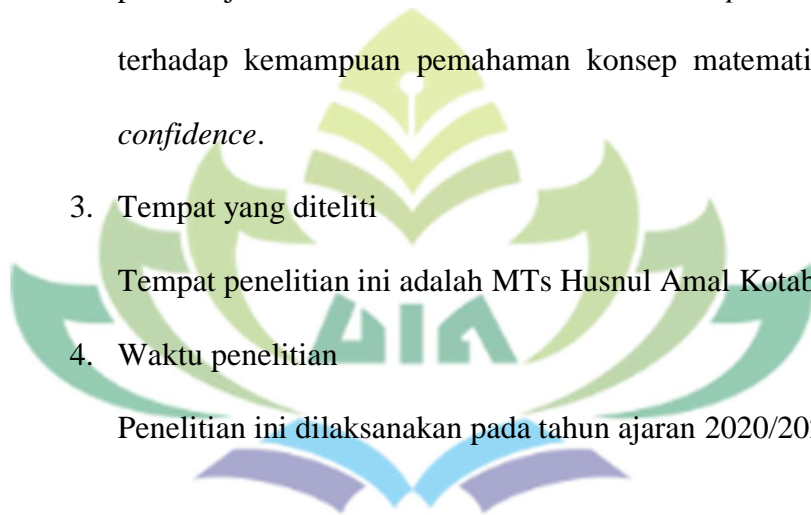 terhadap kemampuan pemahaman konsep matemati
confidence.
3. Tempat yang diteliti
Tempat penelitian ini adalah MTs Husnul Amal Kotab
4. Waktu penelitian
UIN
Penelitian ini dilaksanakan pada tahun ajaran 2020/20